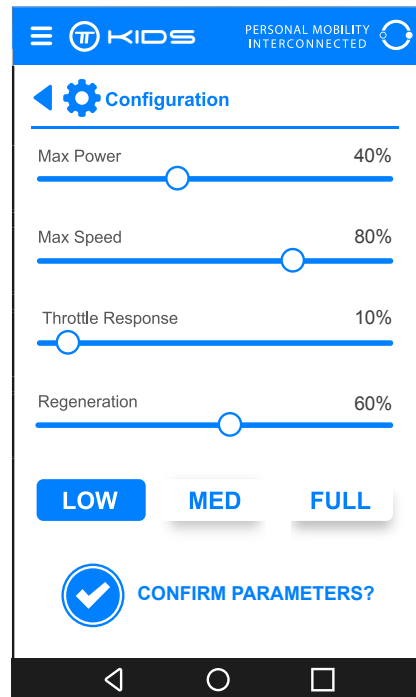 KIDS
PERSONAL MOBILITY
INTERCONNECTED
Configuration
Max Power 40%
Max Speed 80%
Throttle Response 10%
Regeneration 60%
LOW MED FULL
CONFIRM PARAMETERS?